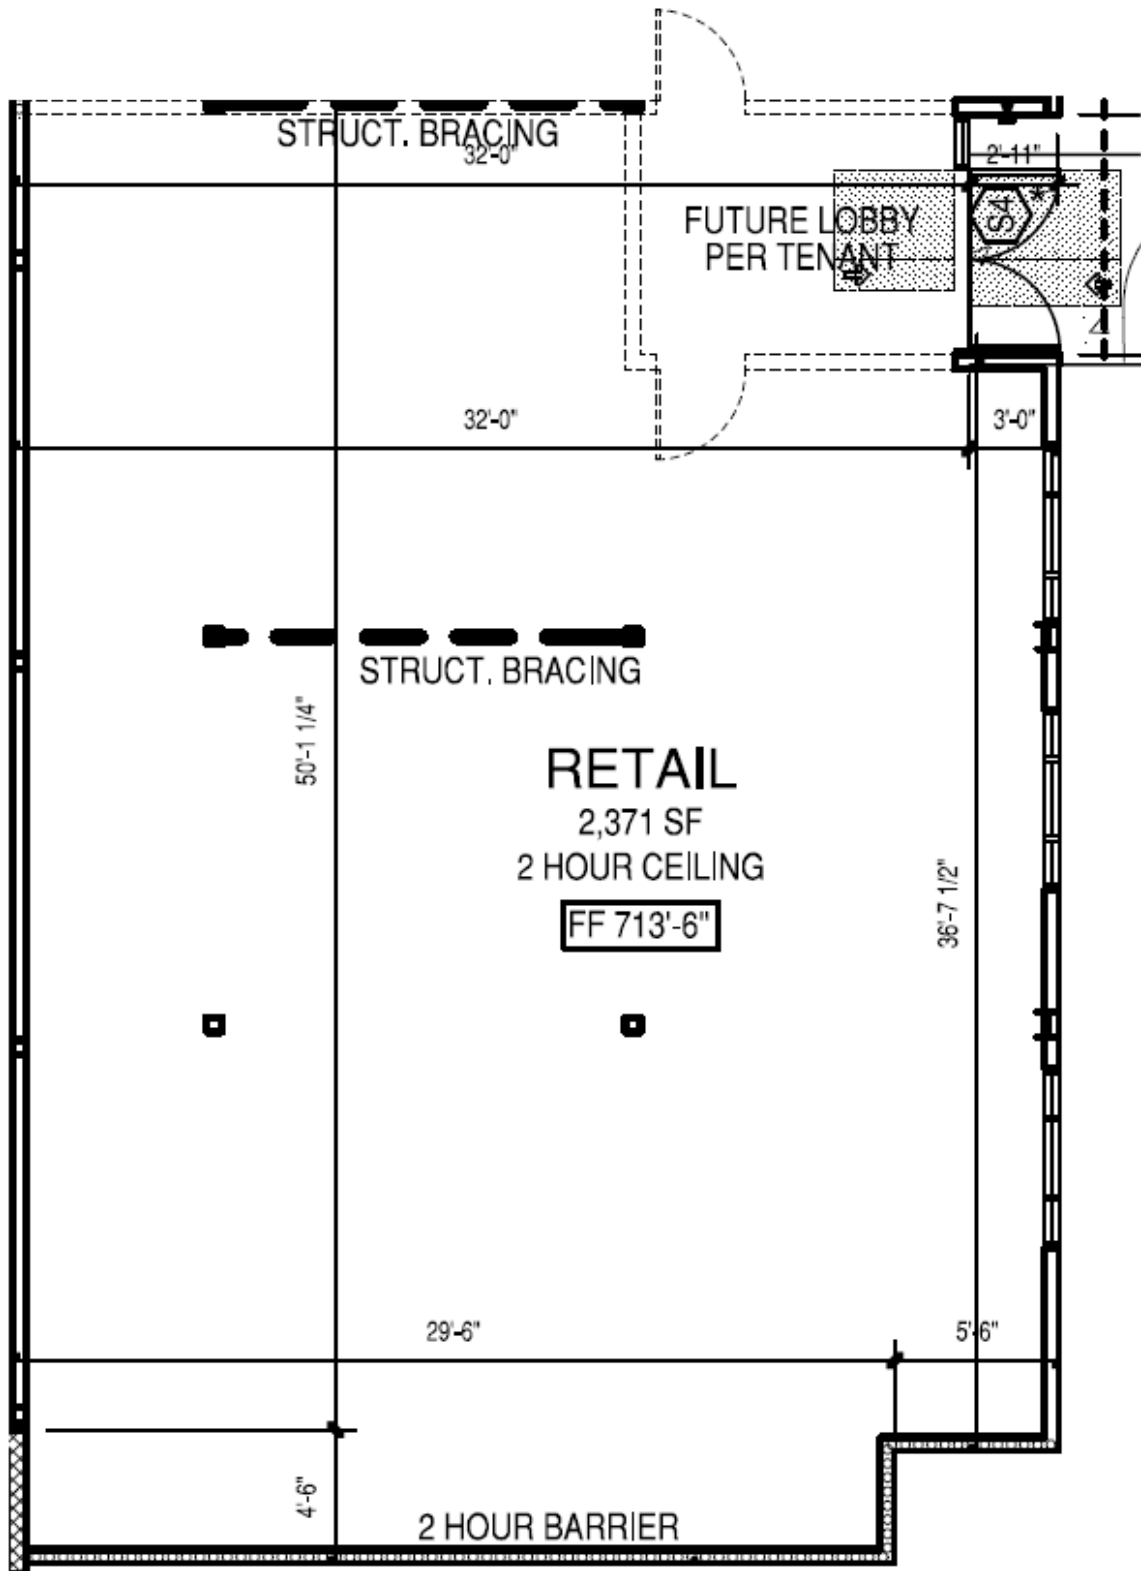 STRUCT. BRACING
32'-0"
2'-11"
S4
*
FUTURE LOBBY
PER TENANT
32'-0"
3'-0"
STRUCT. BRACING
50'-1 1/4"
RETAIL
2,371 SF
2 HOUR CEILING
FF 713'-6"
36'-7 1/2"
29'-6"
5'-6"
4'-6"
2 HOUR BARRIER